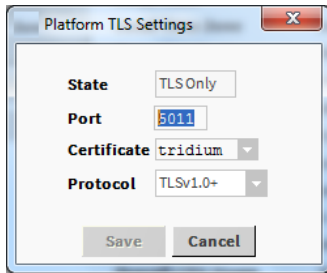 Platform TLS Settings
State TLS Only
Port 5011
Certificate tridium
Protocol TLSv1.0+
Save Cancel